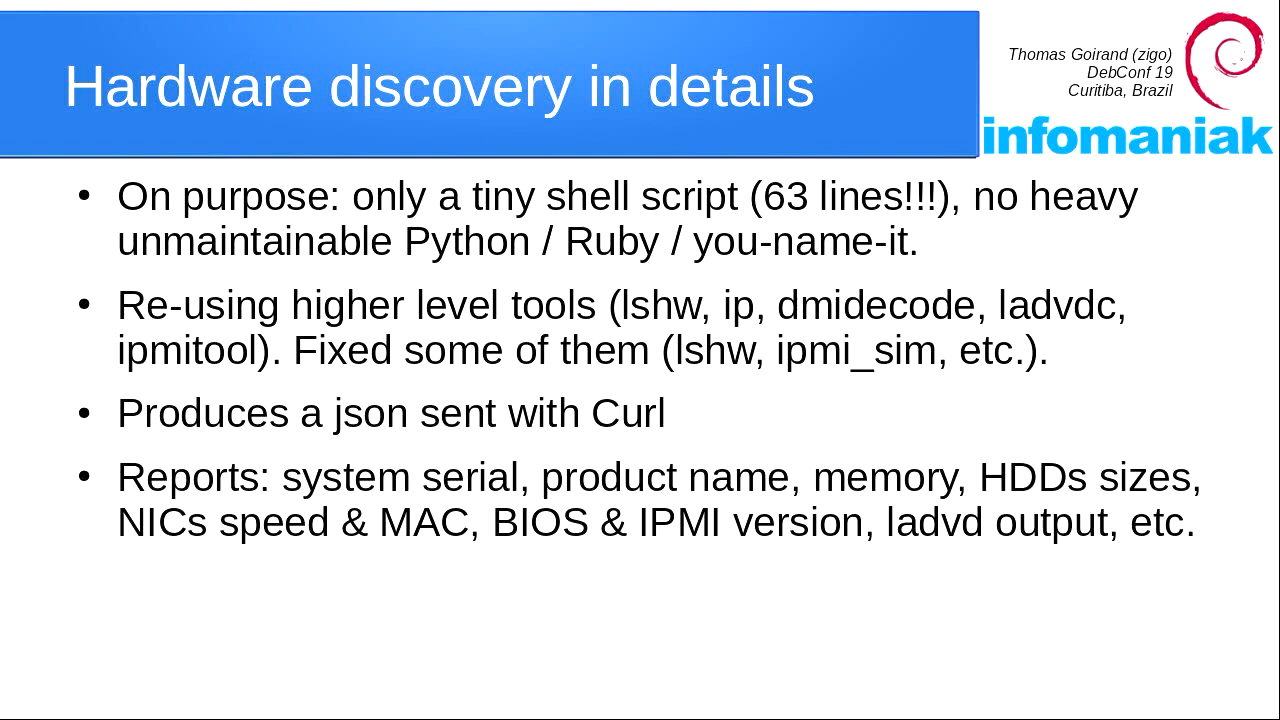 Hardware discovery in details
Thomas Goirand (zigo)
DebConf 19
Curitiba, Brazil
infomaniak
• On purpose: only a tiny shell script (63 lines!!!), no heavy
unmaintainable Python / Ruby / you-name-it.
• Re-using higher level tools (lshw, ip, dmidecode, ladvdc,
ipmitool). Fixed some of them (lshw, ipmi_sim, etc.).
• Produces a json sent with Curl
• Reports: system serial, product name, memory, HDDs sizes,
NICs speed & MAC, BIOS & IPMI version, ladvd output, etc.